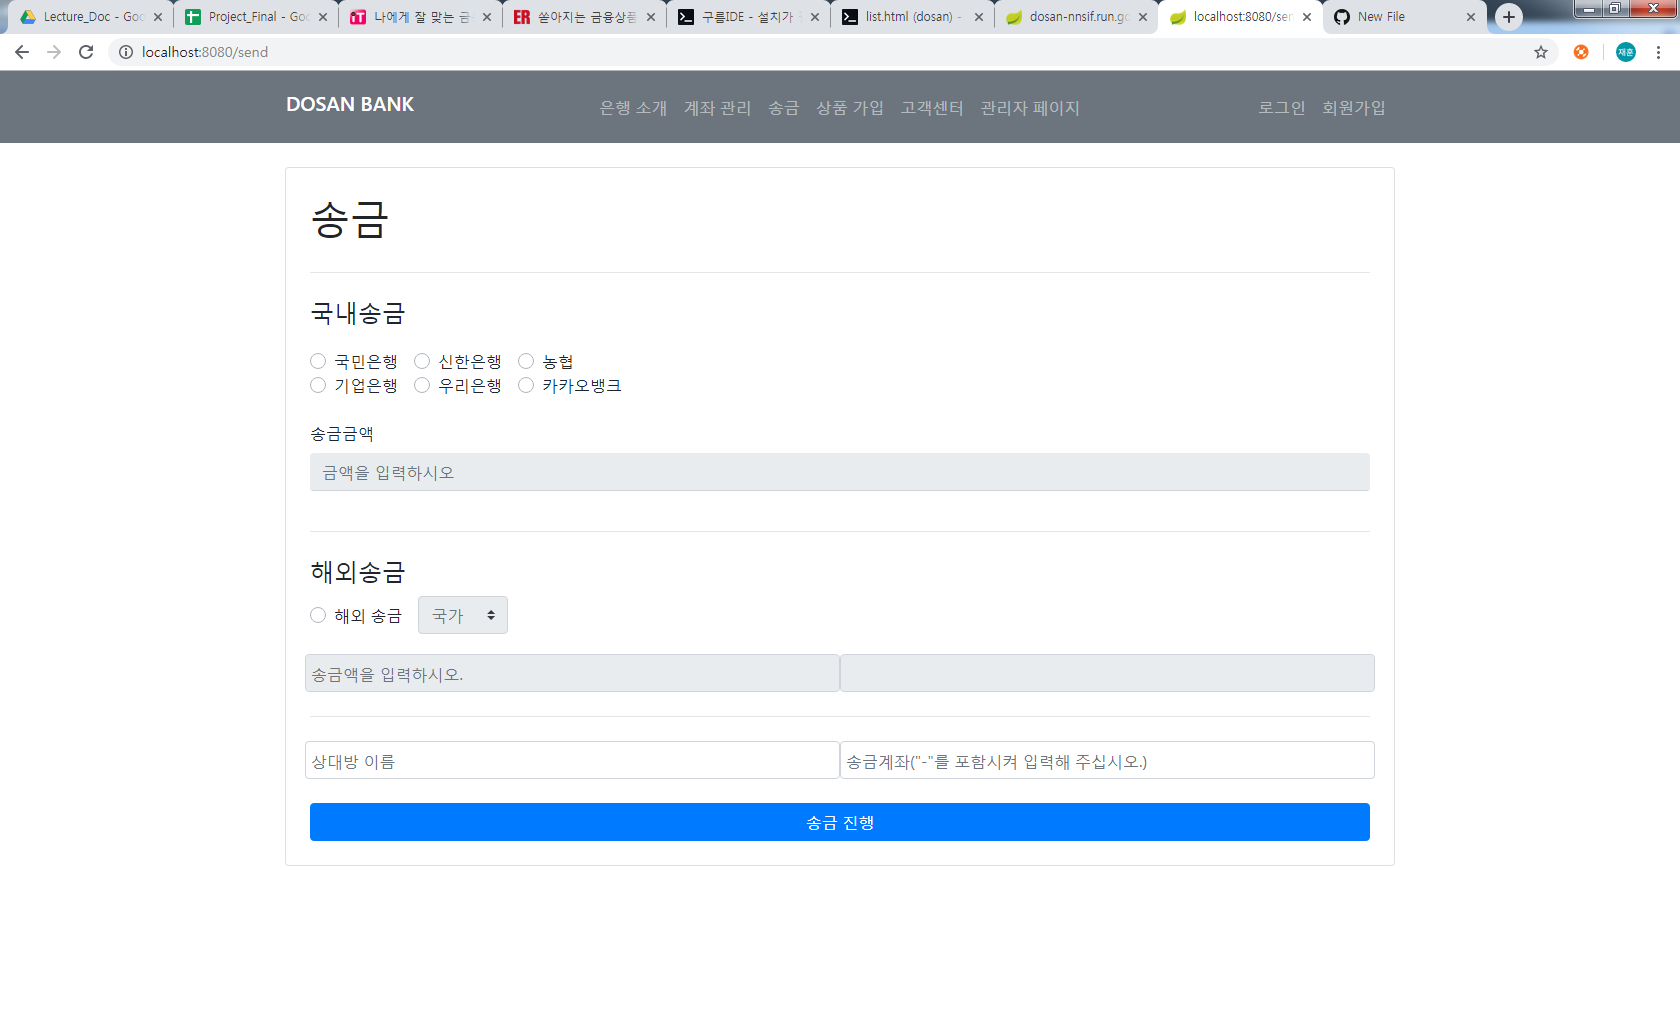 Lecture_Doc - Goo
Project_Final - Goo
나에게 잘 맞는 금
쏟아지는 금융상품
구름IDE - 설치가
list.html (dosan) -
dosan-nnsif.run.go
localhost:8080/sen
New File
localhost:8080/send
재훈
DOSAN BANK
은행 소개 계좌 관리 송금 상품 가입 고객센터 관리자 페이지
로그인 회원가입
송금
국내송금
국민은행 신한은행 농협
기업은행 우리은행 카카오뱅크
송금금액
금액을 입력하시오
해외송금
해외 송금 국가
송금액을 입력하시오.
상대방 이름
송금계좌("-"를 포함시켜 입력해 주십시오.)
송금 진행